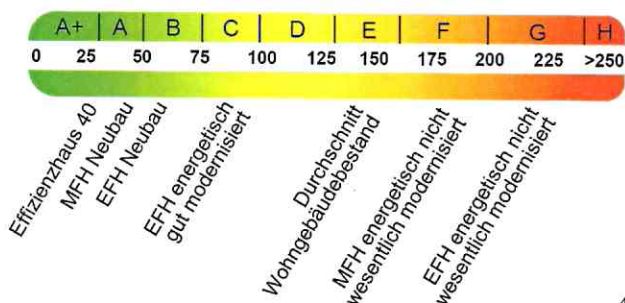 A+ A B C D E F G H
0 25 50 75 100 125 150 175 200 225 >250
Effizienzhaus 40
MFH Neubau
EFH Neubau
EFH energetisch
gut modernisiert
Durchschnitt
Wohngebäudebestand
MFH energetisch nicht
wesentlich modernisiert
EFH energetisch nicht
wesentlich modernisiert